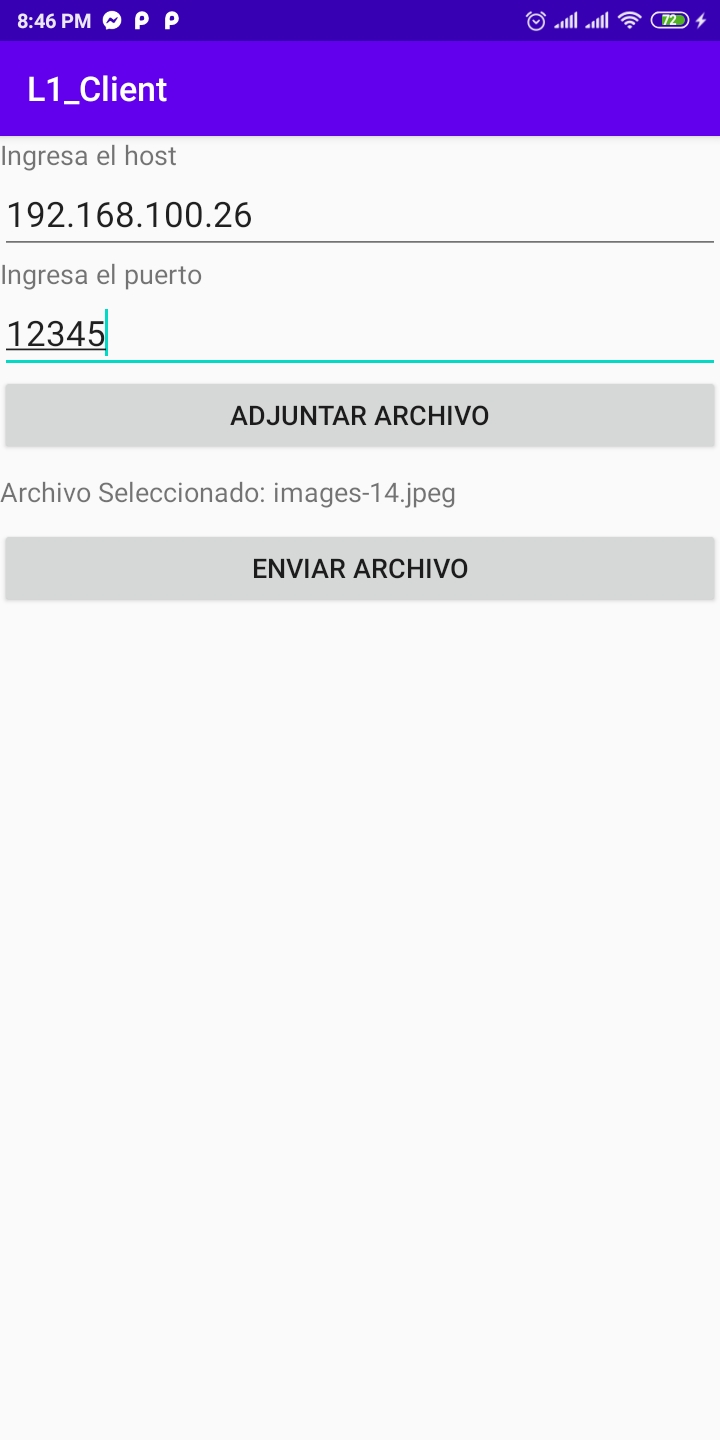 8:46 PM 72
L1_Client
Ingresa el host
192.168.100.26
Ingresa el puerto
12345
ADJUNTAR ARCHIVO
Archivo Seleccionado: images-14.jpeg
ENVIAR ARCHIVO